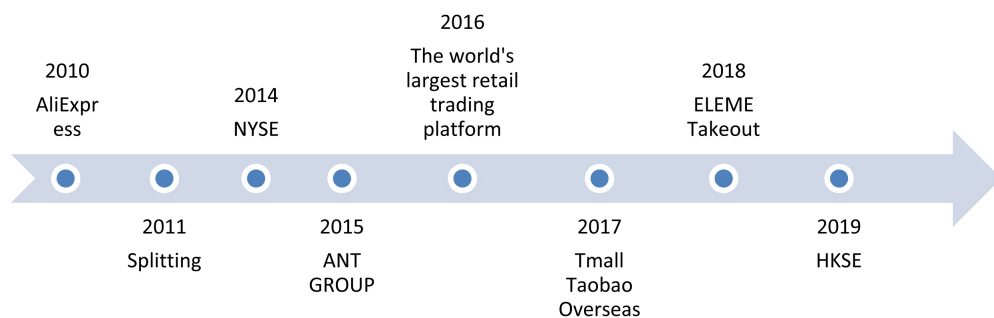 2010
AliExpr
ess
2011
Splitting
2014
NYSE
2015
ANT
GROUP
2016
The world's
largest retail
trading
platform
2017
Tmall
Taobao
Overseas
2018
ELEME
Takeout
2019
HKSE